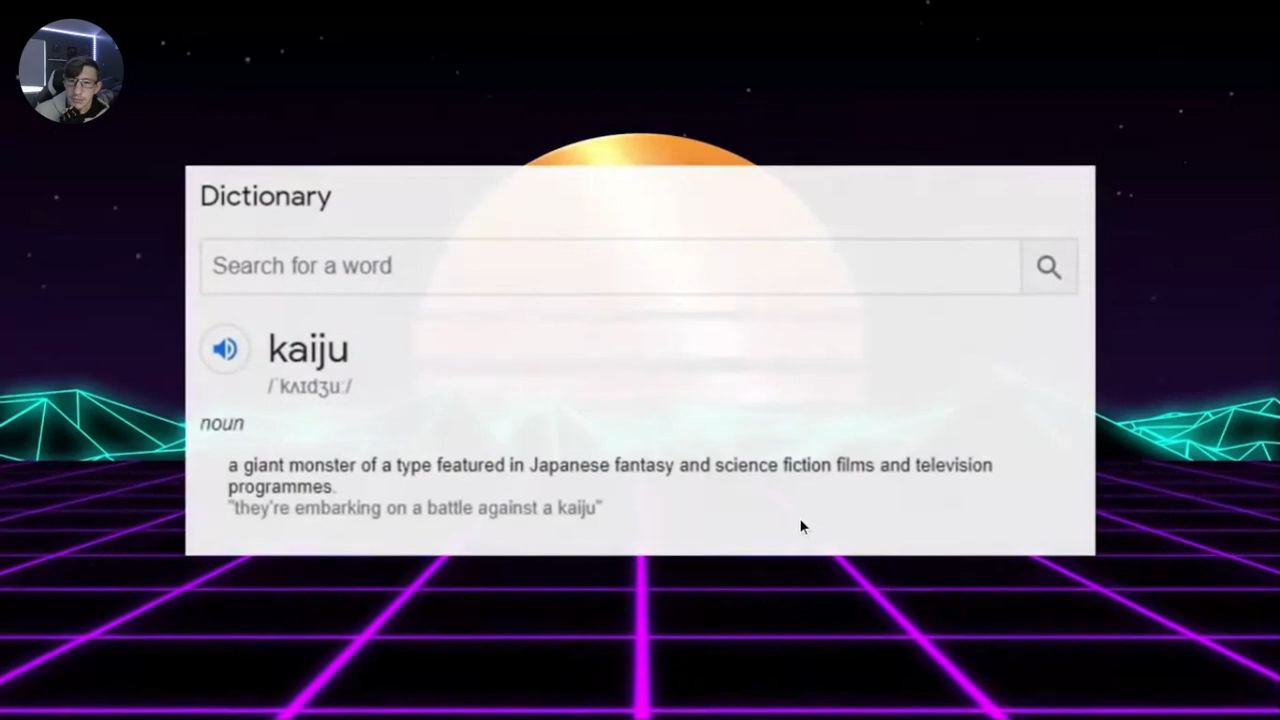 Dictionary
Search for a word
kaiju
/ˈkʌɪdʒuː/
noun
a giant monster of a type featured in Japanese fantasy and science fiction films and television
programmes.
"they're embarking on a battle against a kaiju"